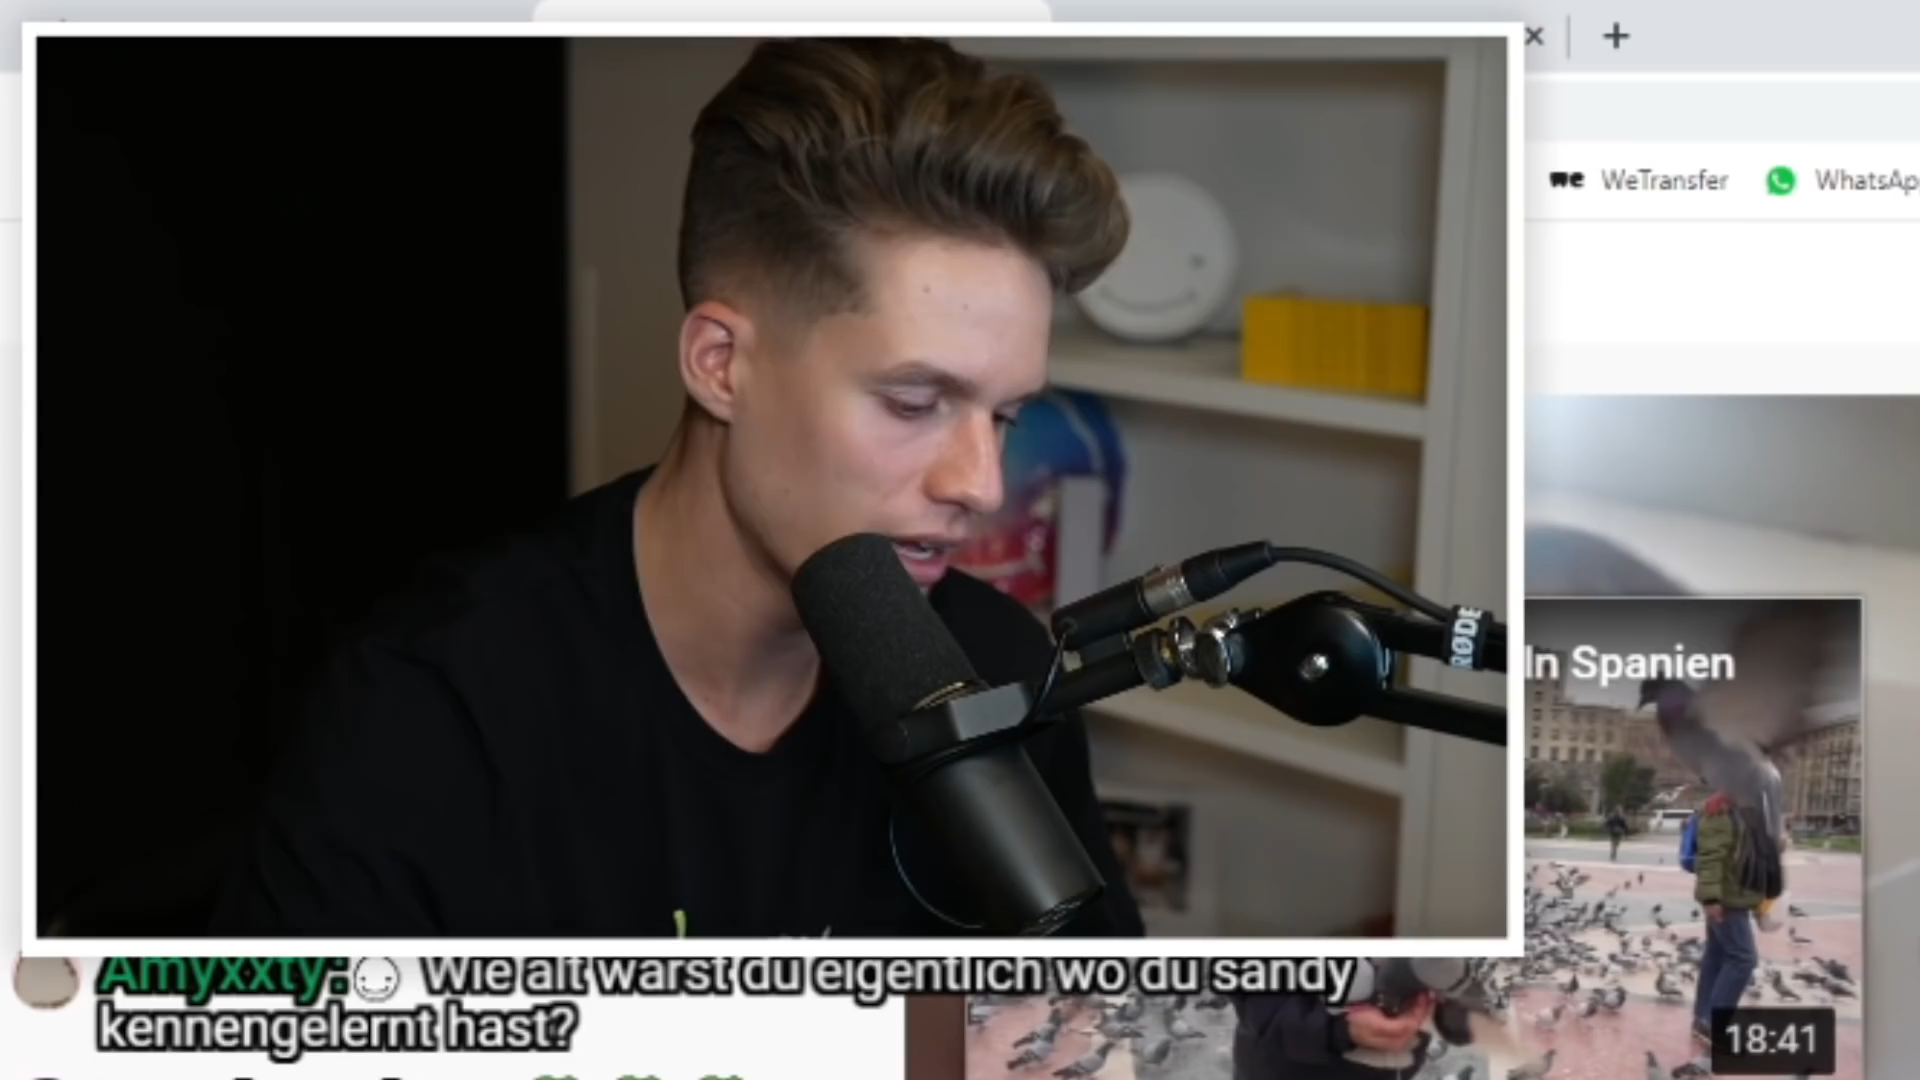 WeTransfer
WhatsAp
RØDE
In Spanien
Amyxxty: Wie alt warst du eigentlich wo du sandy
kennengelernt hast?
18:41